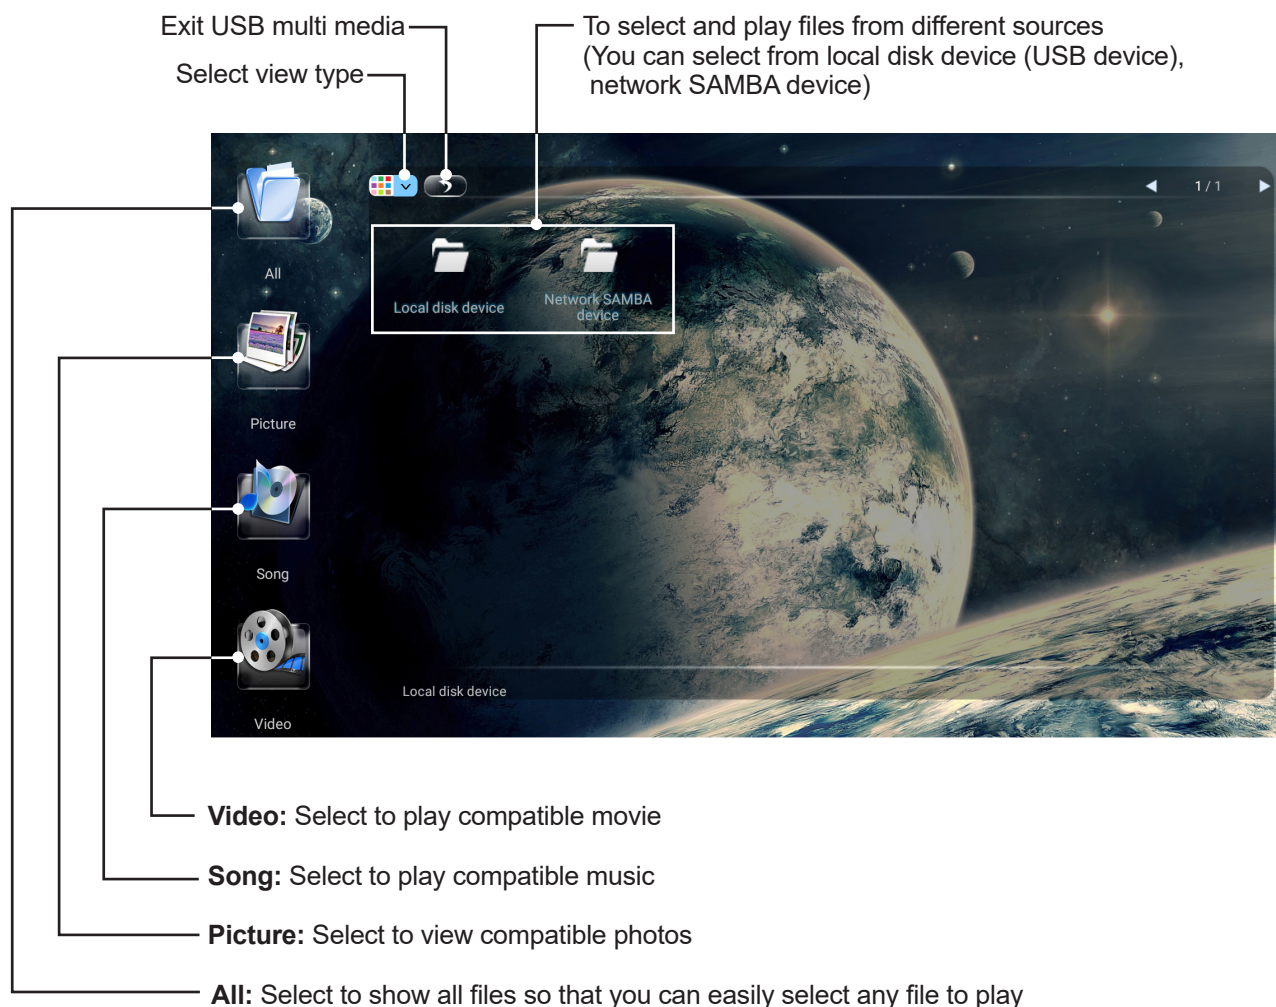 Exit USB multi media
Select view type
To select and play files from different sources
(You can select from local disk device (USB device),
network SAMBA device)
1 / 1
All
Local disk device
Network SAMBA
device
Picture
Song
Local disk device
Video
Video: Select to play compatible movie
Song: Select to play compatible music
Picture: Select to view compatible photos
All: Select to show all files so that you can easily select any file to play